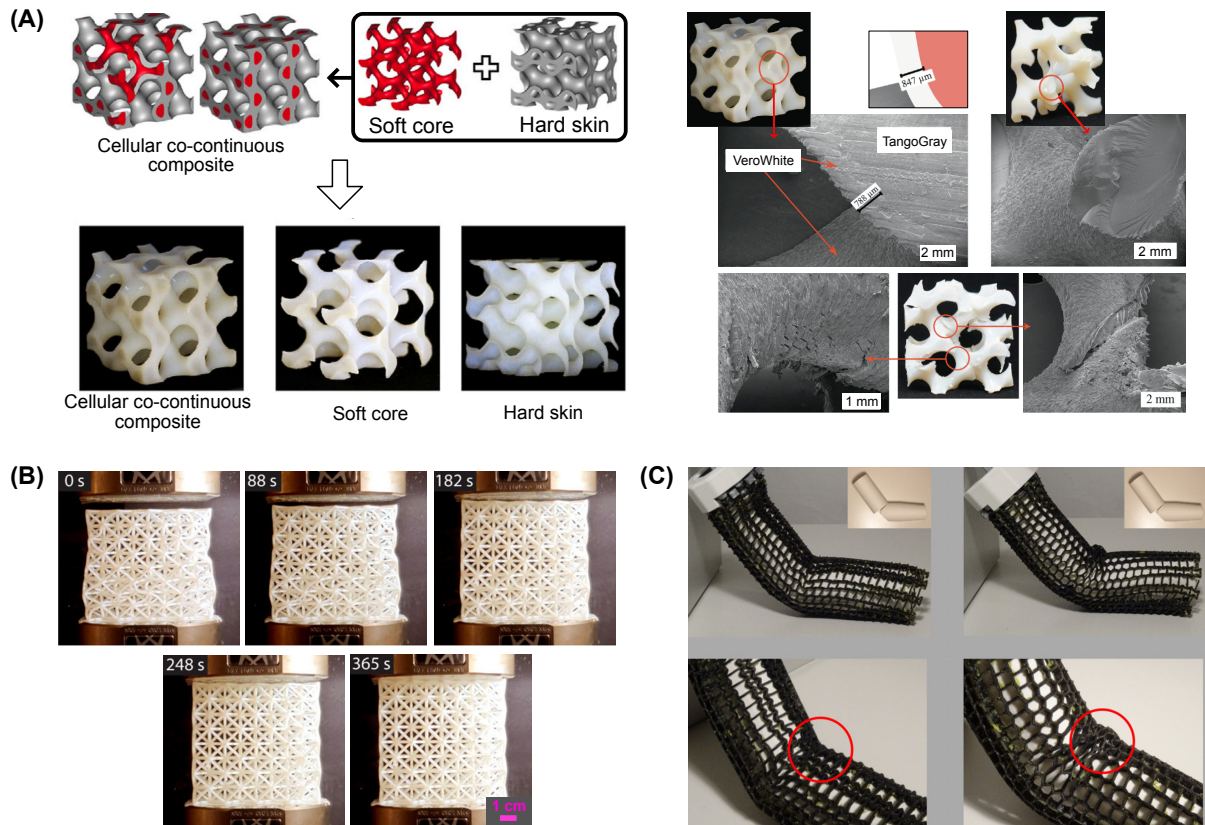 (A)
Soft core
Hard skin
Cellular co-continuous
composite
Cellular co-continuous
composite
Soft core
Hard skin
847 μm
VeroWhite
TangoGray
788 μm
2 mm
2 mm
1 mm
2 mm
(B)
0 s
88 s
182 s
248 s
365 s
1 cm
(C)